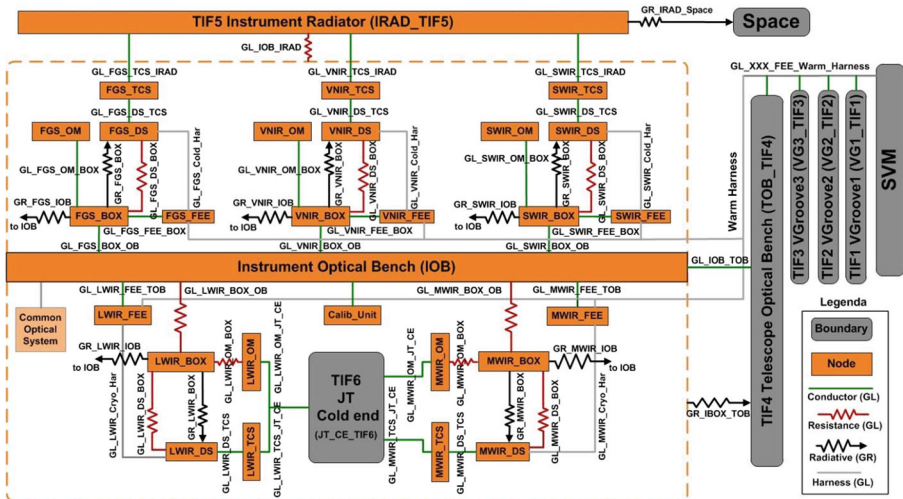 TIF5 Instrument Radiator (IRAD_TIF5)
GR_IRAD_Space
Space
GL_IOB_IRAD
GL_FGS_TCS_IRAD
GL_VNIR_TCS_IRAD
GL_SWIR_TCS_IRAD
GL_XXX_FEE_Warm_Harness
FGS_TCS
VNIR_TCS
SWIR_TCS
GL_FGS_DS_TCS
GL_VNIR_DS_TCS
GL_SWIR_DS_TCS
FGS_OM
FGS_DS
VNIR_OM
VNIR_DS
SWIR_OM
SWIR_DS
GL_FGS_OM_BOX
GR_FGS_BOX
GL_FGS_DS_BOX
GL_FGS_Cold_Har
GL_VNIR_OM_BOX
GR_VNIR_BOX
GL_VNIR_DS_BOX
GL_VNIR_Cold_Har
GL_SWIR_OM_BOX
GR_SWIR_BOX
GL_SWIR_DS_BOX
GL_SWIR_Cold_Har
GR_FGS_IOB
to IOB
FGS_BOX
FGS_FEE
GR_VNIR_IOB
to IOB
VNIR_BOX
VNIR_FEE
GR_SWIR_IOB
to IOB
SWIR_BOX
SWIR_FEE
GL_FGS_FEE_BOX
GL_VNIR_FEE_BOX
GL_SWIR_FEE_BOX
GL_FGS_BOX_OB
GL_VNIR_BOX_OB
GL_SWIR_BOX_OB
Warm Harness
TIF4 Telescope Optical Bench (TOB_TIF4)
TIF3 VGroove3 (VG3_TIF3)
TIF2 VGroove2 (VG2_TIF2)
TIF1 VGroove1 (VG1_TIF1)
SVM
Instrument Optical Bench (IOB)
GL_IOB_TOB
GL_LWIR_FEE_TOB
GL_LWIR_BOX_OB
GL_MWIR_BOX_OB
GL_MWIR_FEE_TOB
Common
Optical
System
LWIR_FEE
Calib_Unit
MWIR_FEE
GR_LWIR_IOB
to IOB
LWIR_BOX
GL_LWIR_OM_BOX
LWIR_OM
GL_LWIR_OM_JT_CE
TIF6
JT
Cold end
(JT_CE_TIF6)
GL_MWIR_OM_JT_CE
MWIR_OM
GL_MWIR_OM_BOX
MWIR_BOX
GR_MWIR_IOB
to IOB
GL_LWIR_Cryo_Har
GL_LWIR_DS_BOX
GR_LWIR_BOX
GL_LWIR_DS_TCS
LWIR_TCS
GL_LWIR_TCS_JT_CE
GL_MWIR_TCS_JT_CE
MWIR_TCS
GL_MWIR_DS_TCS
GR_MWIR_BOX
GL_MWIR_DS_BOX
GL_MWIR_Cryo_Har
LWIR_DS
MWIR_DS
GR_IBOX_TOB
Legenda
Boundary
Node
Conductor (GL)
Resistance (GL)
Radiative (GR)
Harness (GL)